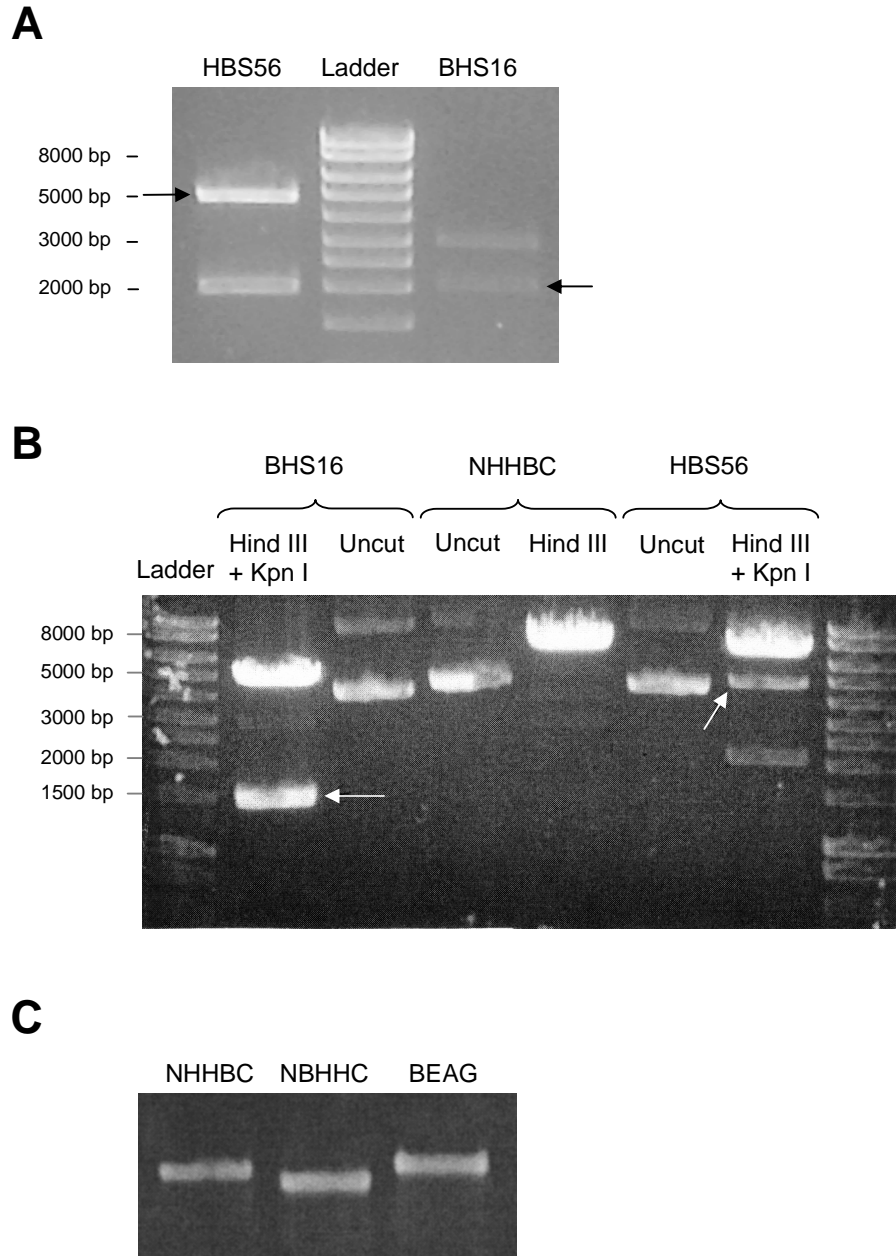 A
HBS56 Ladder BHS16
8000 bp
5000 bp
3000 bp
2000 bp
B
BHS16 NHHBC HBS56
Ladder Hind III + Kpn I Uncut Uncut Hind III Uncut Hind III + Kpn I
8000 bp
5000 bp
3000 bp
2000 bp
1500 bp
C
NHHBC NBHHC BEAG